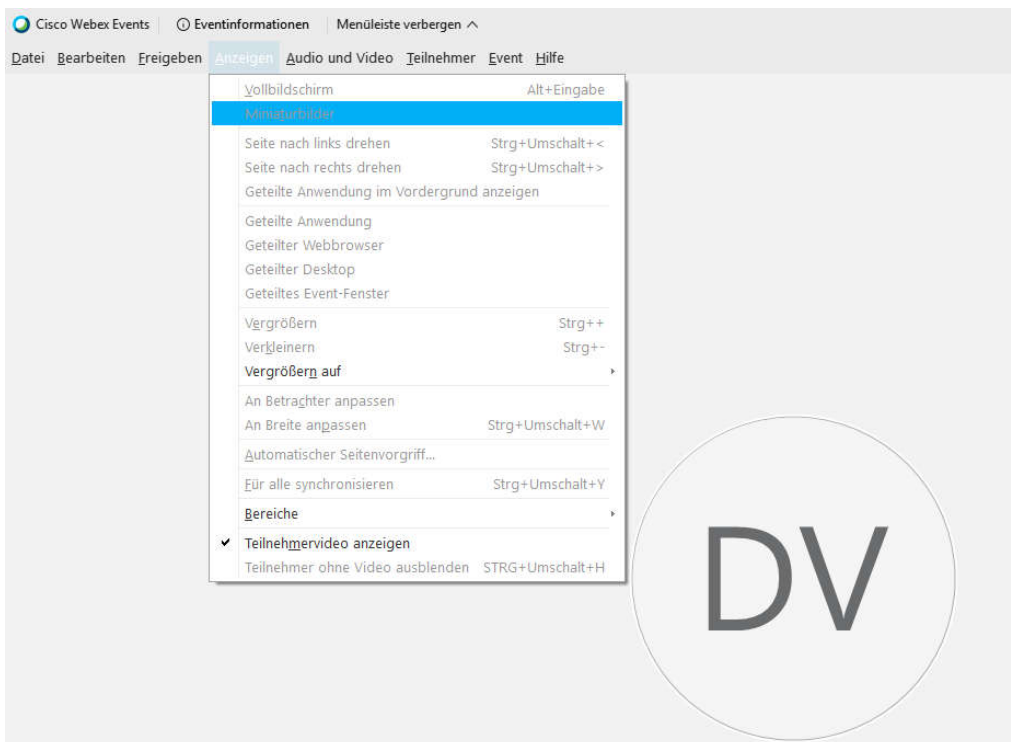 Cisco Webex Events Eventinformationen Menüleiste verbergen
Datei Bearbeiten Freigeben Anzeigen Audio und Video Teilnehmer Event Hilfe
Vollbildschirm Alt+Eingabe
Miniaturbilder
Seite nach links drehen Strg+Umschalt+<
Seite nach rechts drehen Strg+Umschalt+>
Geteilte Anwendung im Vordergrund anzeigen
Geteilte Anwendung
Geteilter Webbrowser
Geteilter Desktop
Geteiltes Event-Fenster
Vergrößern Strg++
Verkleinern Strg+-
Vergrößern auf
An Betrachter anpassen
An Breite anpassen Strg+Umschalt+W
Automatischer Seitenvorgriff...
Für alle synchronisieren Strg+Umschalt+Y
Bereiche
Teilnehmervideo anzeigen
Teilnehmer ohne Video ausblenden STRG+Umschalt+H
DV